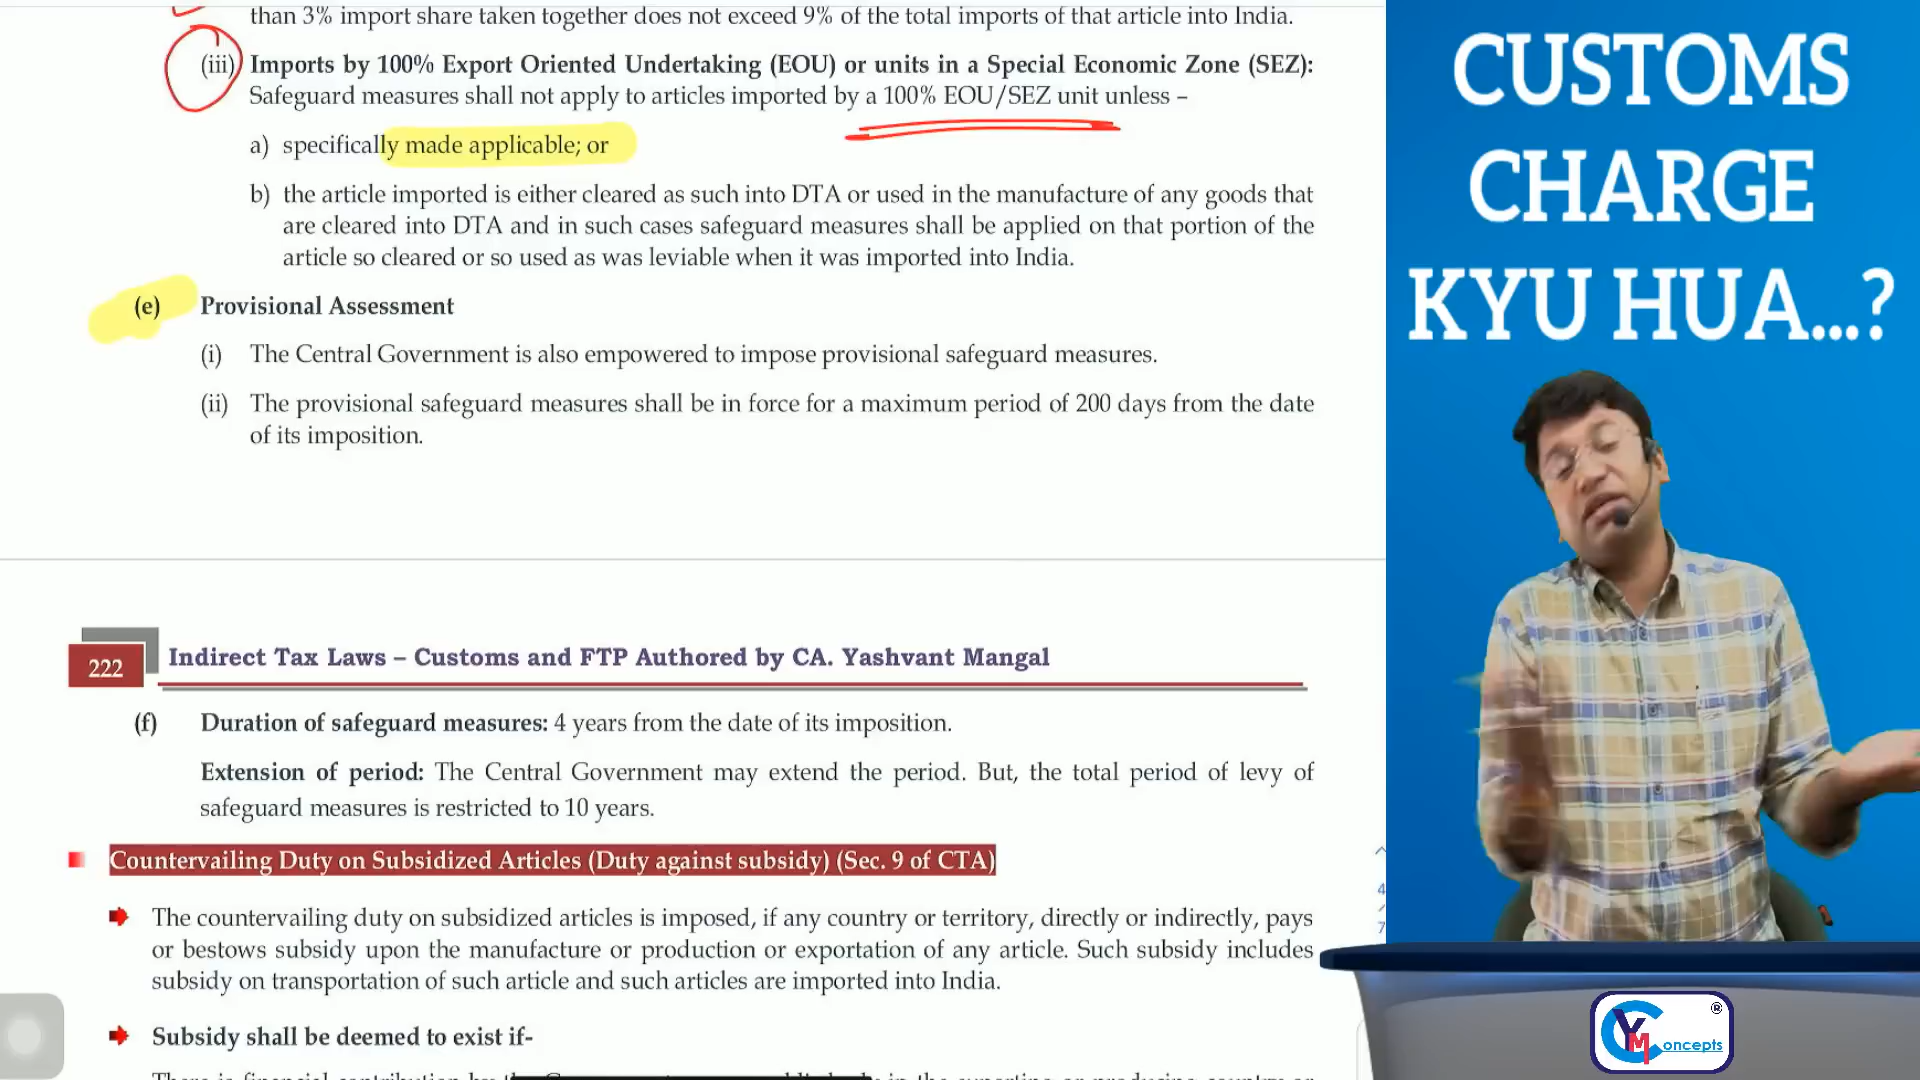 than 3% import share taken together does not exceed 9% of the total imports of that article into India.
(iii) Imports by 100% Export Oriented Undertaking (EOU) or units in a Special Economic Zone (SEZ):
Safeguard measures shall not apply to articles imported by a 100% EOU/SEZ unit unless –
a) specifically made applicable; or
b) the article imported is either cleared as such into DTA or used in the manufacture of any goods that
are cleared into DTA and in such cases safeguard measures shall be applied on that portion of the
article so cleared or so used as was leviable when it was imported into India.
(e) Provisional Assessment
(i) The Central Government is also empowered to impose provisional safeguard measures.
(ii) The provisional safeguard measures shall be in force for a maximum period of 200 days from the date
of its imposition.
222 Indirect Tax Laws – Customs and FTP Authored by CA. Yashvant Mangal
(f) Duration of safeguard measures: 4 years from the date of its imposition.
Extension of period: The Central Government may extend the period. But, the total period of levy of
safeguard measures is restricted to 10 years.
Countervailing Duty on Subsidized Articles (Duty against subsidy) (Sec. 9 of CTA)
The countervailing duty on subsidized articles is imposed, if any country or territory, directly or indirectly, pays
or bestows subsidy upon the manufacture or production or exportation of any article. Such subsidy includes
subsidy on transportation of such article and such articles are imported into India.
Subsidy shall be deemed to exist if-
4
/
7
CUSTOMS
CHARGE
KYU HUA...?
YM Concepts ®